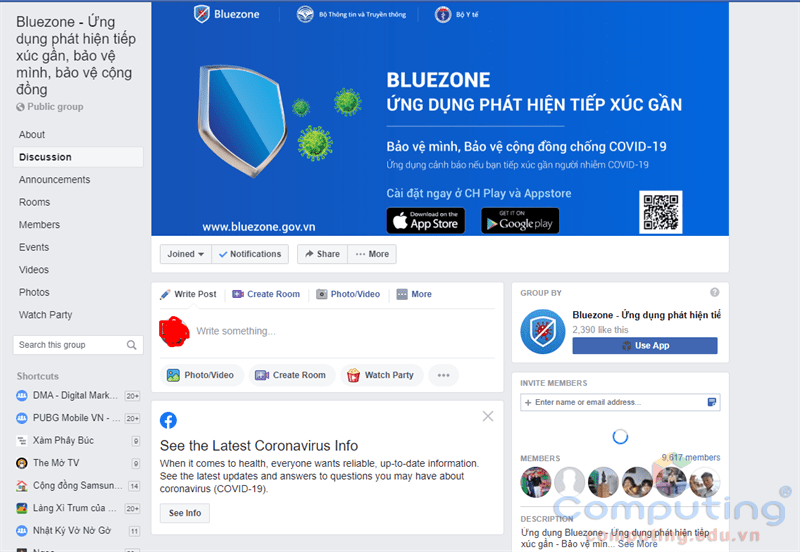 Bluezone - Ứng
dụng phát hiện tiếp
xúc gần, bảo vệ
mình, bảo vệ cộng
đồng
Public group
About
Discussion
Announcements
Rooms
Members
Events
Videos
Photos
Watch Party
Search this group
Shortcuts
DMA - Digital Mark... 20+
PUBG Mobile VN - ... 20+
Xàm Phây Búc 9
The Mờ TV 9
Cộng đồng Samsun... 14
Làng Xì Trum của ... 20+
Nhật Ký Vờ Nờ Gờ 11
Bluezone
Bộ Thông tin và Truyền thông
Bộ Y tế
BLUEZONE
ỨNG DỤNG PHÁT HIỆN TIẾP XÚC GẦN
Bảo vệ mình, Bảo vệ cộng đồng chống COVID-19
Ứng dụng cảnh báo nếu bạn tiếp xúc gần người nhiễm COVID-19
Cài đặt ngay ở CH Play và Appstore
Download on the
App Store
GET IT ON
Google play
www.bluezone.gov.vn
Joined Notifications Share ... More
Write Post Create Room Photo/Video More
Write something...
Photo/Video Create Room Watch Party ...
See the Latest Coronavirus Info
When it comes to health, everyone wants reliable, up-to-date information.
See the latest updates and answers to questions you may have about
coronavirus (COVID-19).
See Info
GROUP BY
Bluezone - Ứng dụng phát hiện tiế
2,390 like this
Use App
INVITE MEMBERS
+ Enter name or email address...
MEMBERS 9,617 members
DESCRIPTION
Ứng dụng Bluezone - Ứng dụng phát hiện tiếp
xúc gần - Bảo vệ mìn... See More
Computing
computing.edu.vn